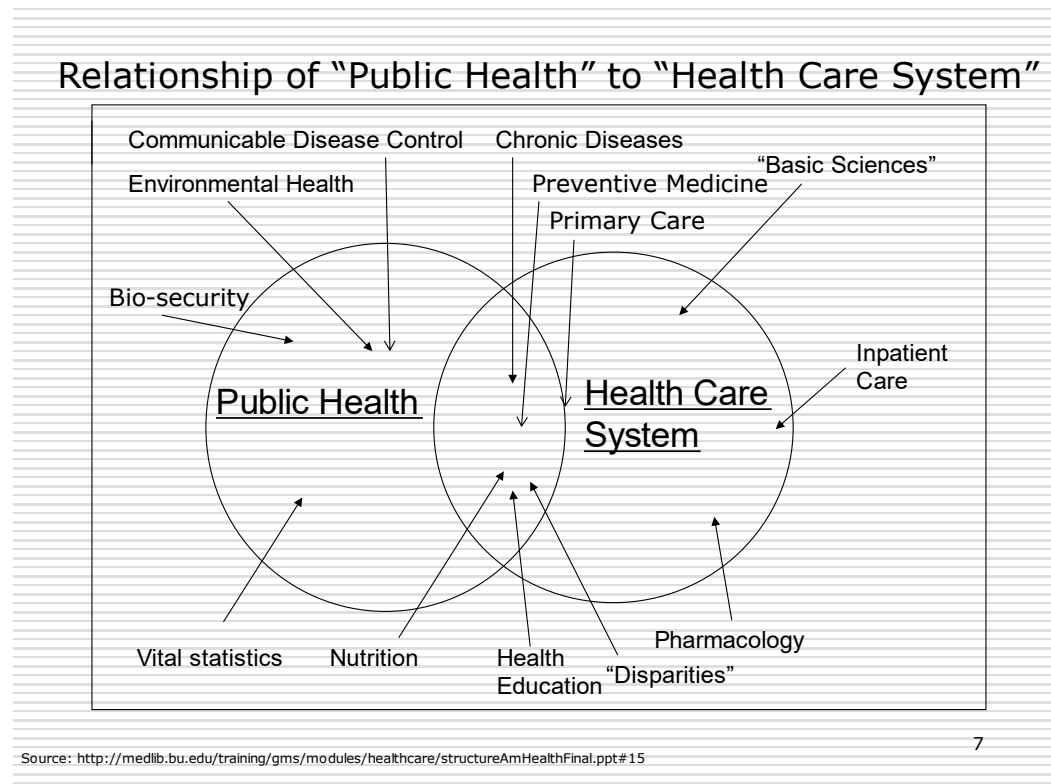 Relationship of “Public Health” to “Health Care System”
Communicable Disease Control
Chronic Diseases
“Basic Sciences”
Environmental Health
Preventive Medicine
Primary Care
Bio-security
Inpatient
Care
Public Health
Health Care
System
Vital statistics
Nutrition
Health
Education
“Disparities”
Pharmacology
7
Source: http://medlib.bu.edu/training/gms/modules/healthcare/structureAmHealthFinal.ppt#15